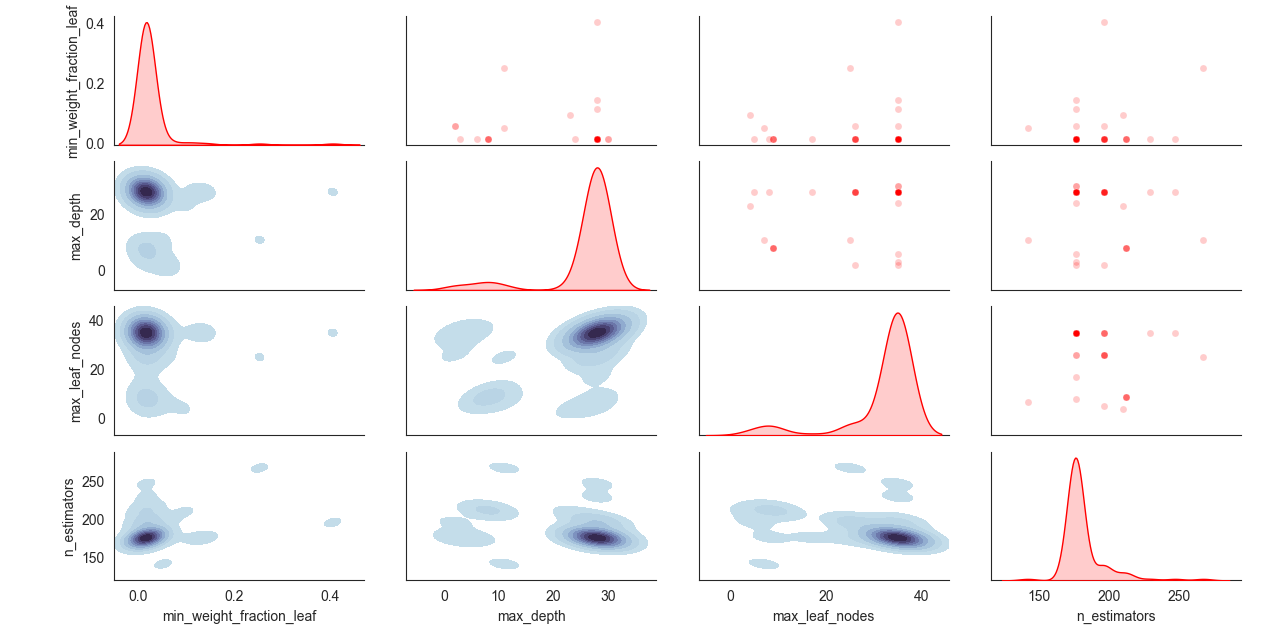 min_weight_fraction_leaf
0.4
0.2
0.0
max_depth
20
0
max_leaf_nodes
40
20
0
n_estimators
250
200
150
0.0 0.2 0.4
min_weight_fraction_leaf
0 10 20 30
max_depth
0 20 40
max_leaf_nodes
150 200 250
n_estimators